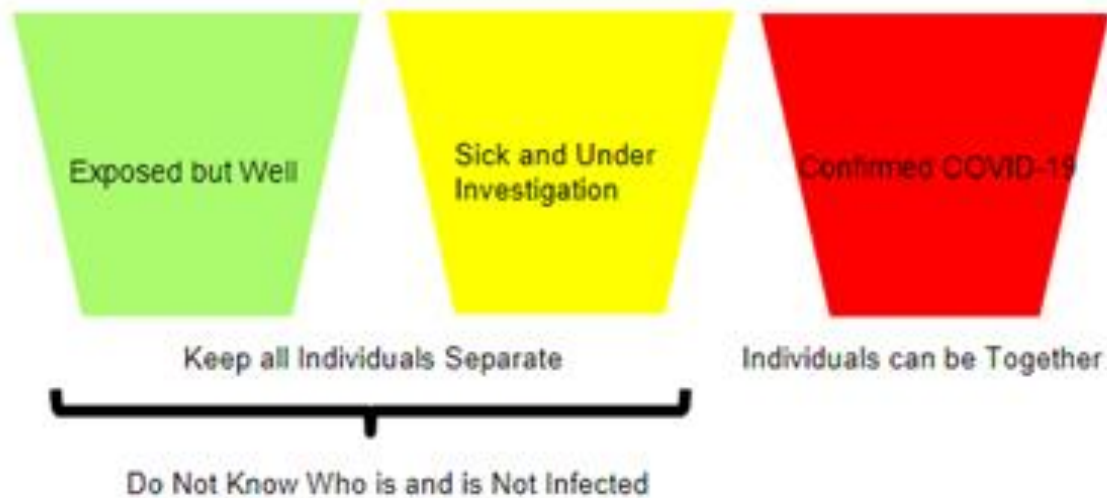 Exposed but Well
Sick and Under
Investigation
Confirmed COVID-19
Keep all Individuals Separate
Individuals can be Together
Do Not Know Who is and is Not Infected